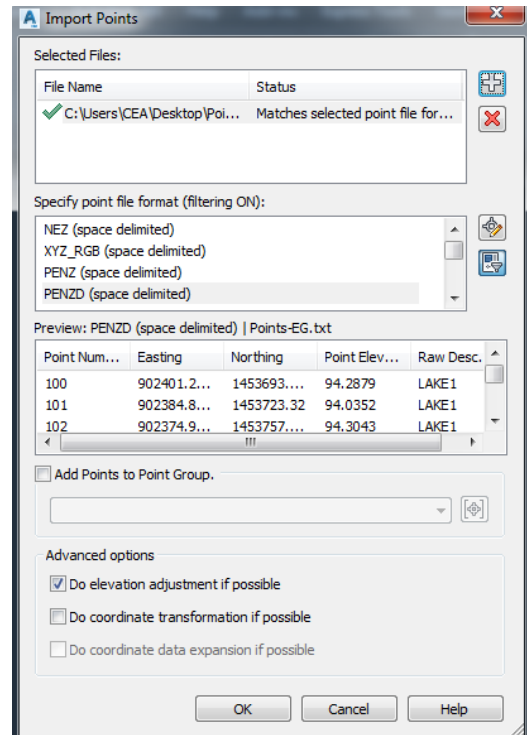 Import Points
Selected Files:
File Name Status
C:\Users\CEA\Desktop\Poi... Matches selected point file for...
Specify point file format (filtering ON):
NEZ (space delimited)
XYZ_RGB (space delimited)
PENZ (space delimited)
PENZD (space delimited)
Preview: PENZD (space delimited) | Points-EG.txt
Point Num... Easting Northing Point Elev... Raw Desc.
100 902401.2... 1453693.... 94.2879 LAKE1
101 902384.8... 1453723.32 94.0352 LAKE1
102 902374.9... 1453757.... 94.3043 LAKE1
Add Points to Point Group.
Advanced options
Do elevation adjustment if possible
Do coordinate transformation if possible
Do coordinate data expansion if possible
OK Cancel Help